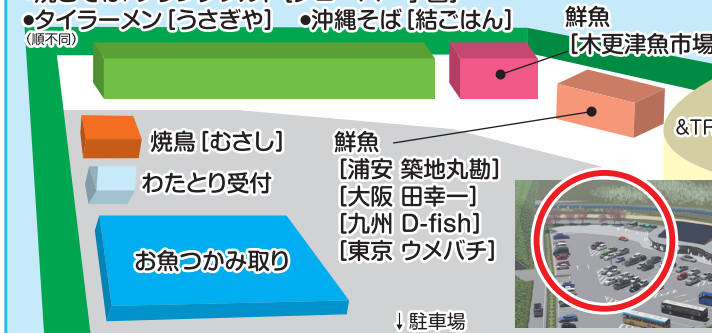 ●タイラーメン［うさぎや］ ●沖縄そば［結ごはん］
（順不同）
鮮魚
［木更津魚市場
&TR
焼鳥［むさし］
わたとり受付
鮮魚
［浦安 築地丸勘］
［大阪 田幸一］
［九州 D-fish］
［東京 ウメバチ］
お魚つかみ取り
↓駐車場